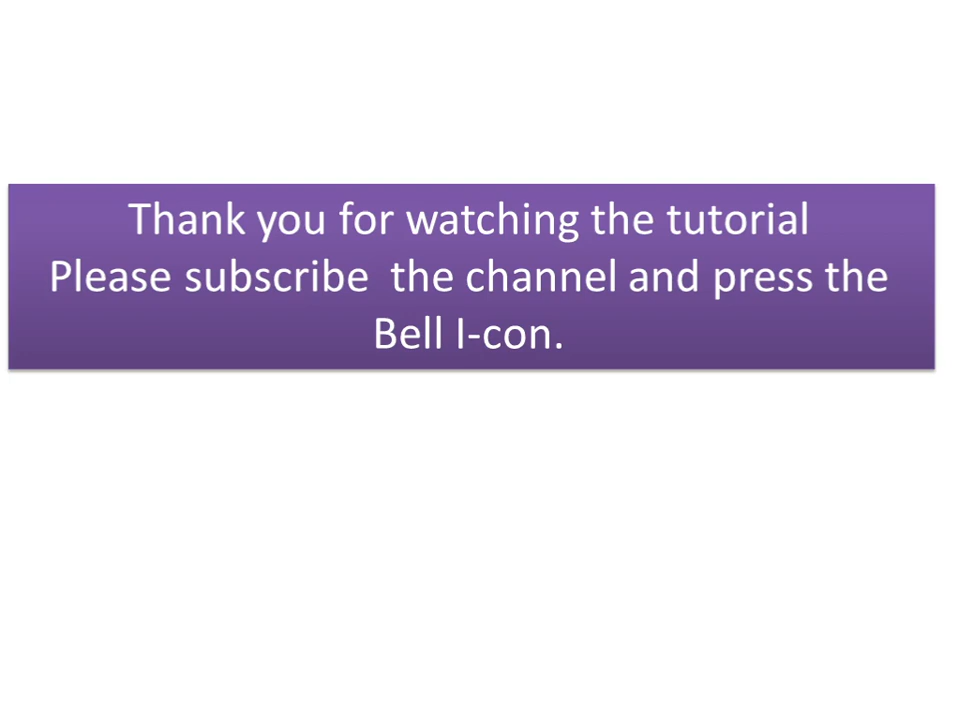 Thank you for watching the tutorial
Please subscribe  the channel and press the
Bell I-con.